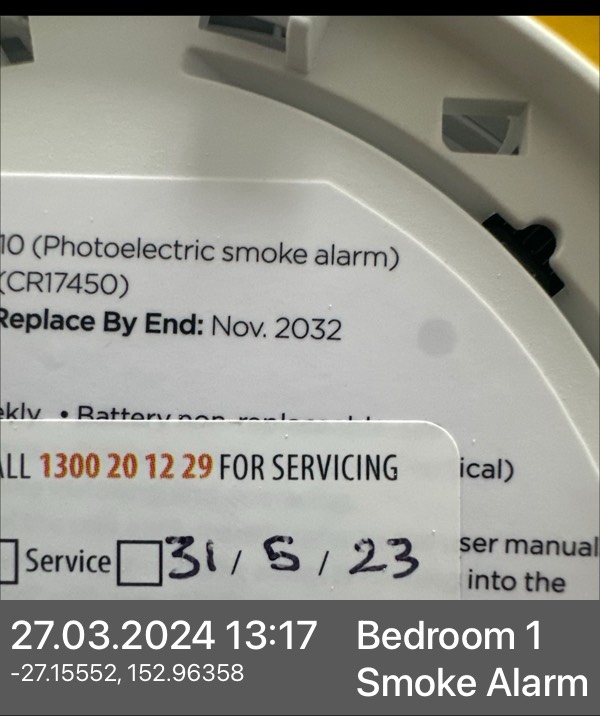 10 (Photoelectric smoke alarm)
(CR17450)
Replace By End: Nov. 2032
ekly • Battery
ALL 1300 20 12 29 FOR SERVICING
ical)
Service 31 / 5 / 23
ser manual
into the
27.03.2024 13:17
-27.15552, 152.96358
Bedroom 1
Smoke Alarm